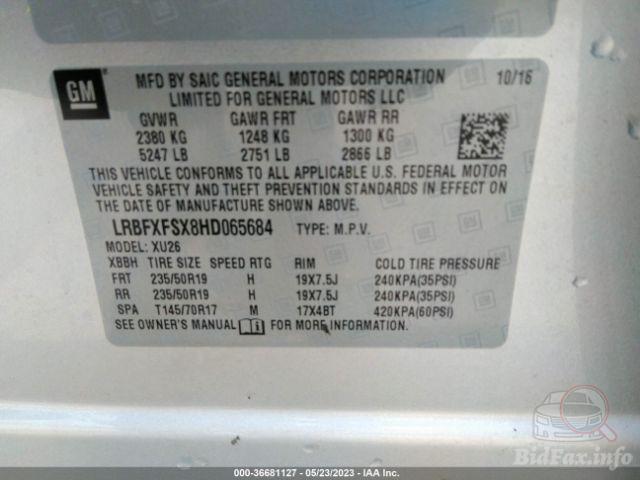 GM
MFD BY SAIC GENERAL MOTORS CORPORATION 10/16
LIMITED FOR GENERAL MOTORS LLC
GVWR GAWR FRT GAWR RR
2380 KG 1248 KG 1300 KG
5247 LB 2751 LB 2866 LB
THIS VEHICLE CONFORMS TO ALL APPLICABLE U.S. FEDERAL MOTOR
VEHICLE SAFETY AND THEFT PREVENTION STANDARDS IN EFFECT ON
THE DATE OF MANUFACTURE SHOWN ABOVE.
LRBFXFSX8HD065684 TYPE: M.P.V.
MODEL: XU26
XBBH TIRE SIZE SPEED RTG RIM COLD TIRE PRESSURE
FRT 235/50R19 H 19X7.5J 240KPA(35PSI)
RR 235/50R19 H 19X7.5J 240KPA(35PSI)
SPA T145/70R17 M 17X4BT 420KPA(60PSI)
SEE OWNER'S MANUAL FOR MORE INFORMATION.
BidFax.info
000-36681127 - 05/23/2023 - IAA Inc.